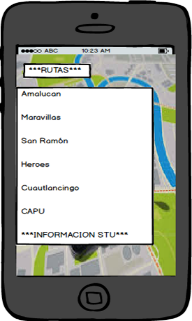 ABC 10:23 AM
***RUTAS***
Amalucan
Maravillas
San Ramón
Heroes
Cuautlancingo
CAPU
***INFORMACION STU***